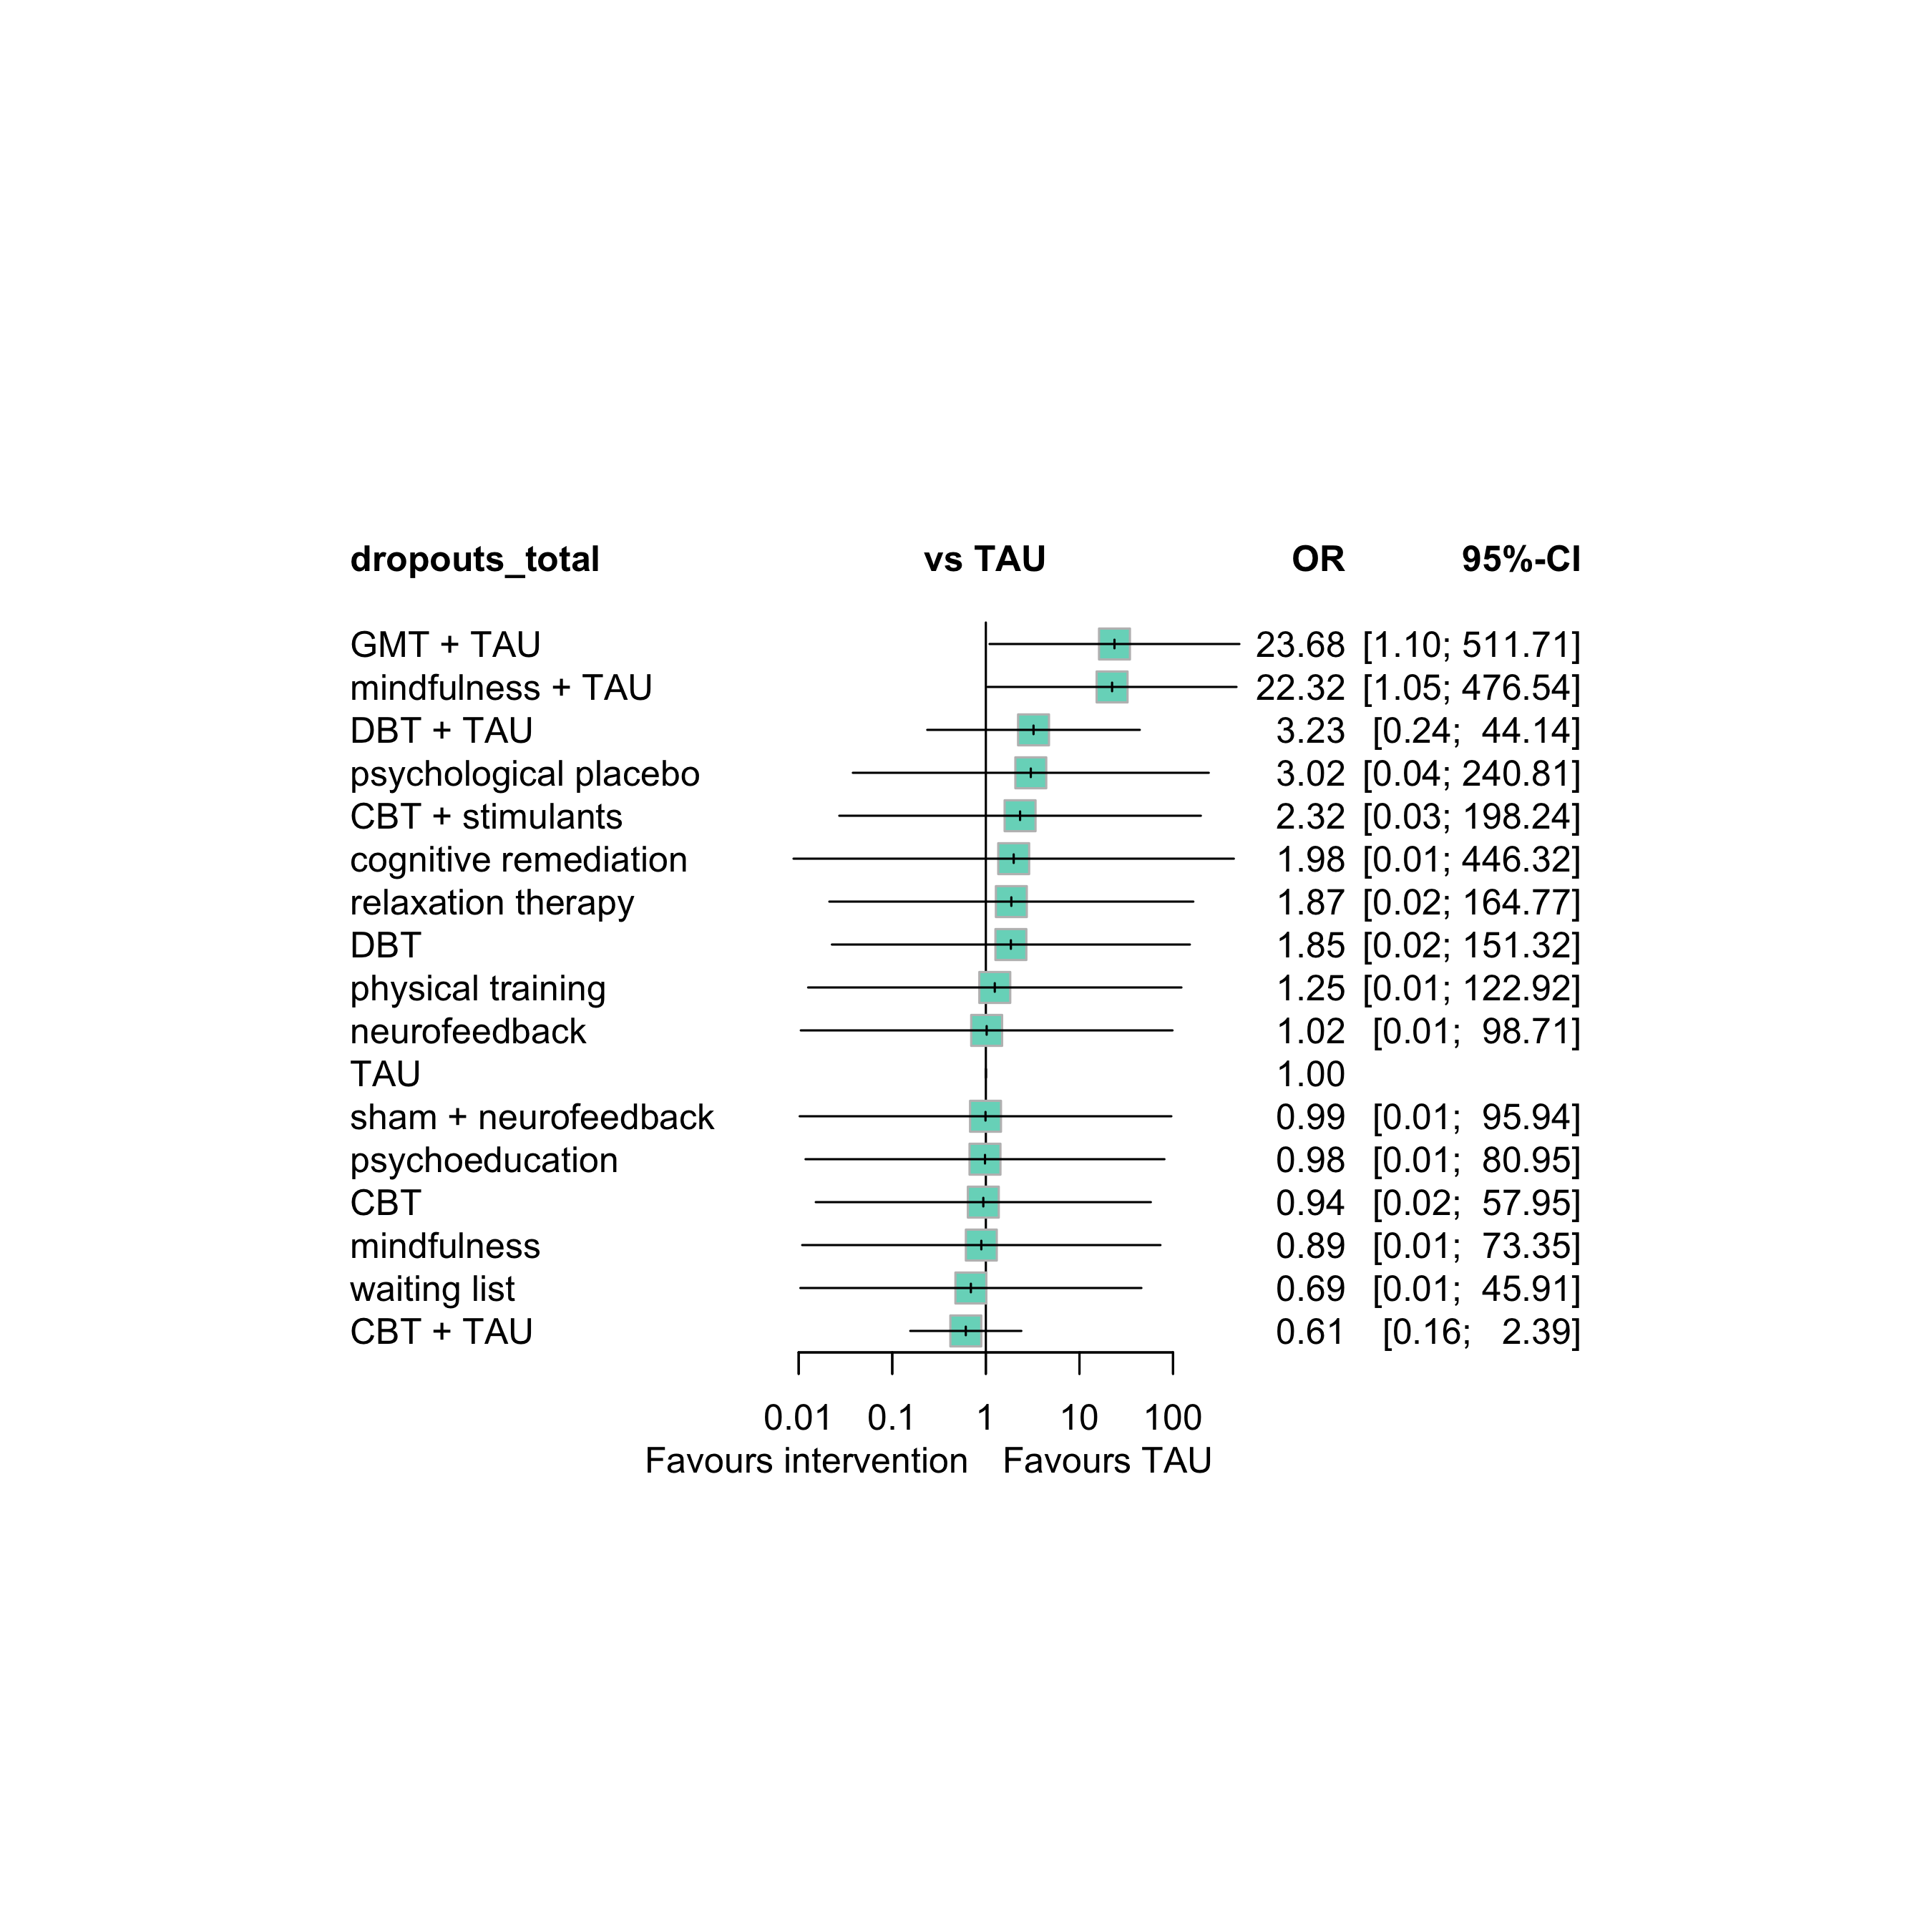 dropouts_total vs TAU OR 95%-CI
GMT + TAU 23.68 [1.10; 511.71]
mindfulness + TAU 22.32 [1.05; 476.54]
DBT + TAU 3.23 [0.24; 44.14]
psychological placebo 3.02 [0.04; 240.81]
CBT + stimulants 2.32 [0.03; 198.24]
cognitive remediation 1.98 [0.01; 446.32]
relaxation therapy 1.87 [0.02; 164.77]
DBT 1.85 [0.02; 151.32]
physical training 1.25 [0.01; 122.92]
neurofeedback 1.02 [0.01; 98.71]
TAU 1.00
sham + neurofeedback 0.99 [0.01; 95.94]
psychoeducation 0.98 [0.01; 80.95]
CBT 0.94 [0.02; 57.95]
mindfulness 0.89 [0.01; 73.35]
waiting list 0.69 [0.01; 45.91]
CBT + TAU 0.61 [0.16; 2.39]
0.01 0.1 1 10 100
Favours intervention Favours TAU